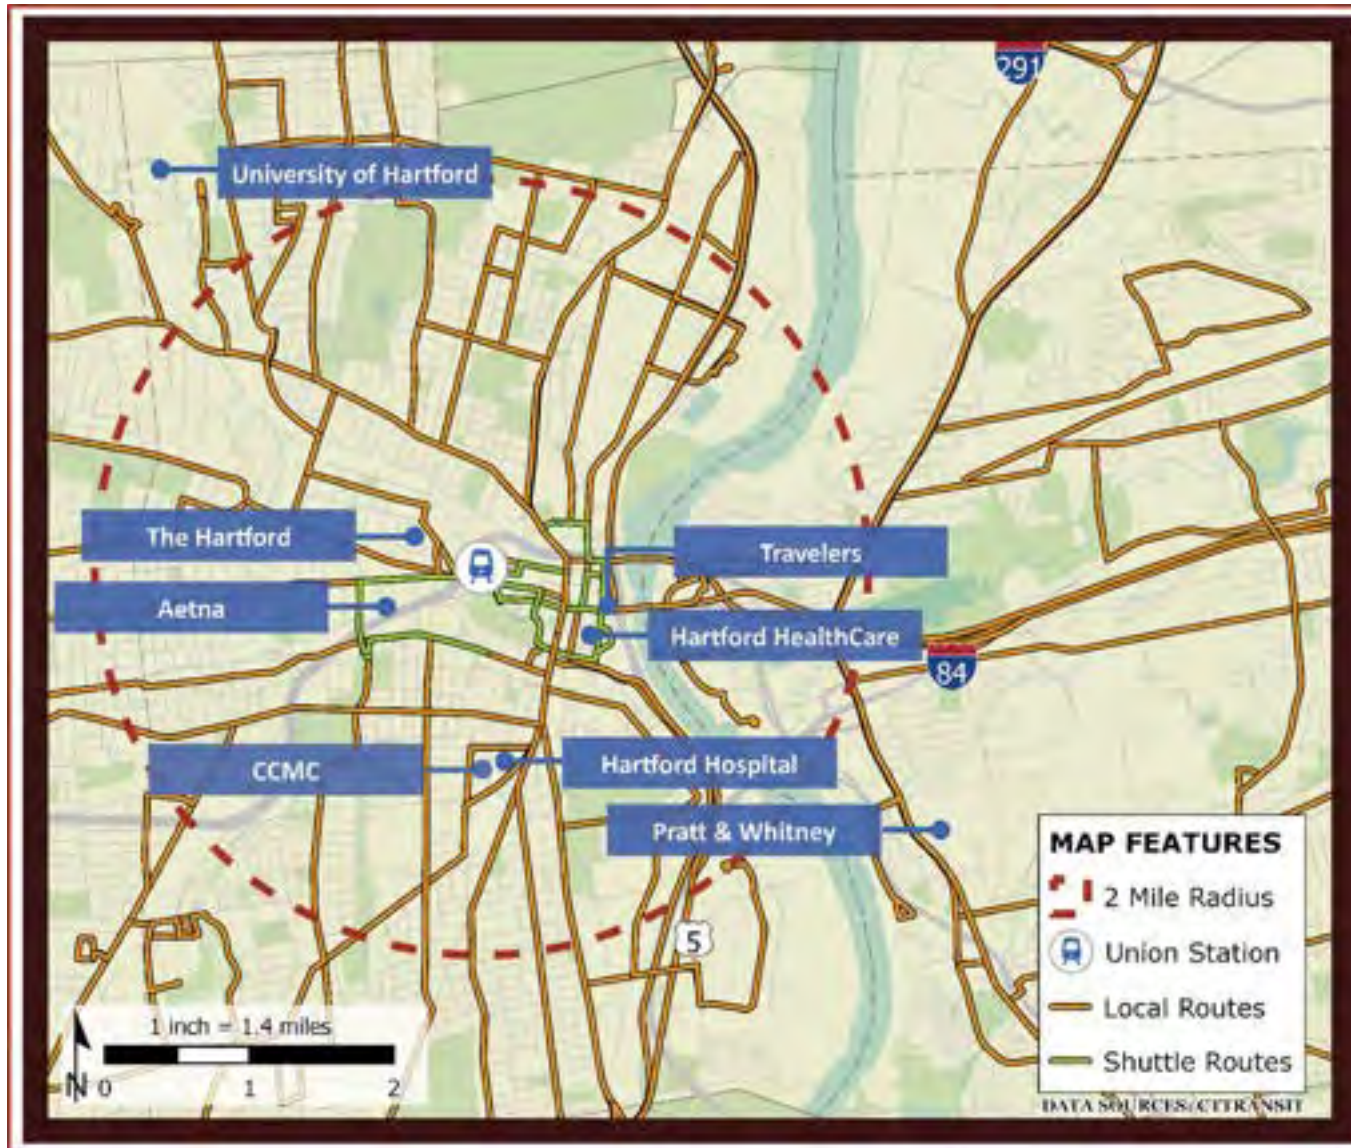 291
University of Hartford
The Hartford
Travelers
Aetna
Hartford HealthCare
84
CCMC
Hartford Hospital
Pratt & Whitney
5
MAP FEATURES
2 Mile Radius
Union Station
Local Routes
Shuttle Routes
1 inch = 1.4 miles
N
0 1 2
DATA SOURCES: CTTRANSIT